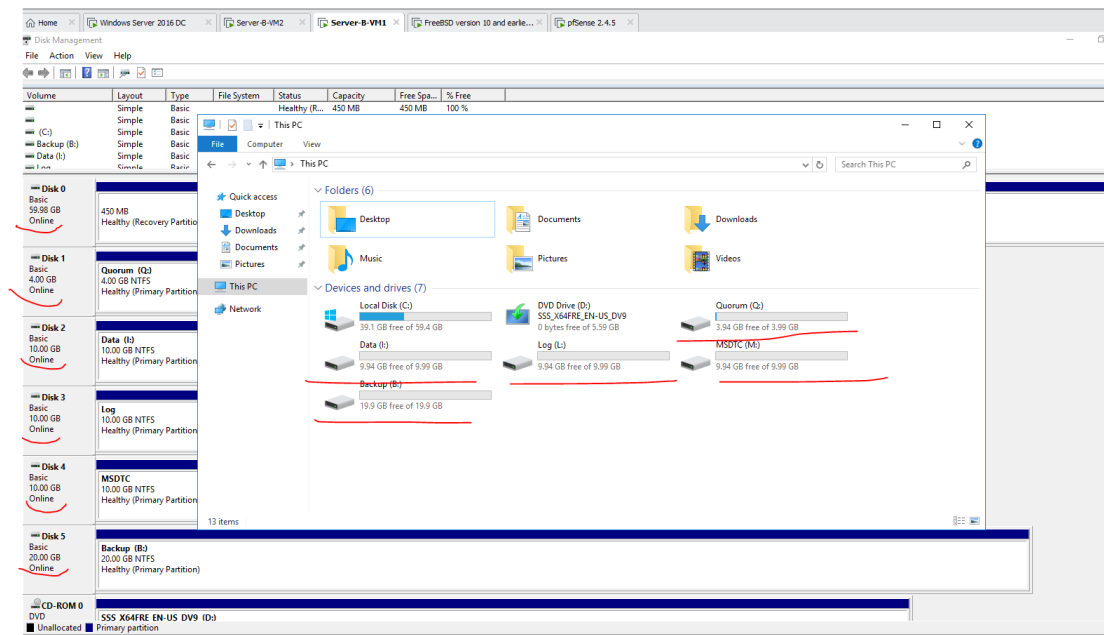 Home
Windows Server 2016 DC
Server-B-VM2
Server-B-VM1
FreeBSD version 10 and earlie...
pfSense 2.4.5
Disk Management
File Action View Help
Volume Layout Type File System Status Capacity Free Spa... % Free
Simple Basic Healthy (R... 450 MB 450 MB 100 %
Simple Basic
(C:) Simple Basic
Backup (B:) Simple Basic
Data (I:) Simple Basic
Log Simple Basic
This PC
File Computer View
This PC
Search This PC
Quick access
Desktop
Downloads
Documents
Pictures
This PC
Network
Folders (6)
Desktop
Documents
Downloads
Music
Pictures
Videos
Devices and drives (7)
Local Disk (C:)
39.1 GB free of 59.4 GB
DVD Drive (D:)
SSS_X64FRE_EN-US_DV9
0 bytes free of 5.59 GB
Quorum (Q:)
3.94 GB free of 3.99 GB
Data (I:)
9.94 GB free of 9.99 GB
Log (L:)
9.94 GB free of 9.99 GB
MSDTC (M:)
9.94 GB free of 9.99 GB
Backup (B:)
19.9 GB free of 19.9 GB
13 items
Disk 0
Basic
59.98 GB
Online
450 MB
Healthy (Recovery Partitio
Disk 1
Basic
4.00 GB
Online
Quorum (Q:)
4.00 GB NTFS
Healthy (Primary Partition
Disk 2
Basic
10.00 GB
Online
Data (I:)
10.00 GB NTFS
Healthy (Primary Partition
Disk 3
Basic
10.00 GB
Online
Log
10.00 GB NTFS
Healthy (Primary Partition
Disk 4
Basic
10.00 GB
Online
MSDTC
10.00 GB NTFS
Healthy (Primary Partition
Disk 5
Basic
20.00 GB
Online
Backup (B:)
20.00 GB NTFS
Healthy (Primary Partition)
CD-ROM 0
DVD
SSS_X64FRE_EN-US_DV9 (D:)
Unallocated Primary partition